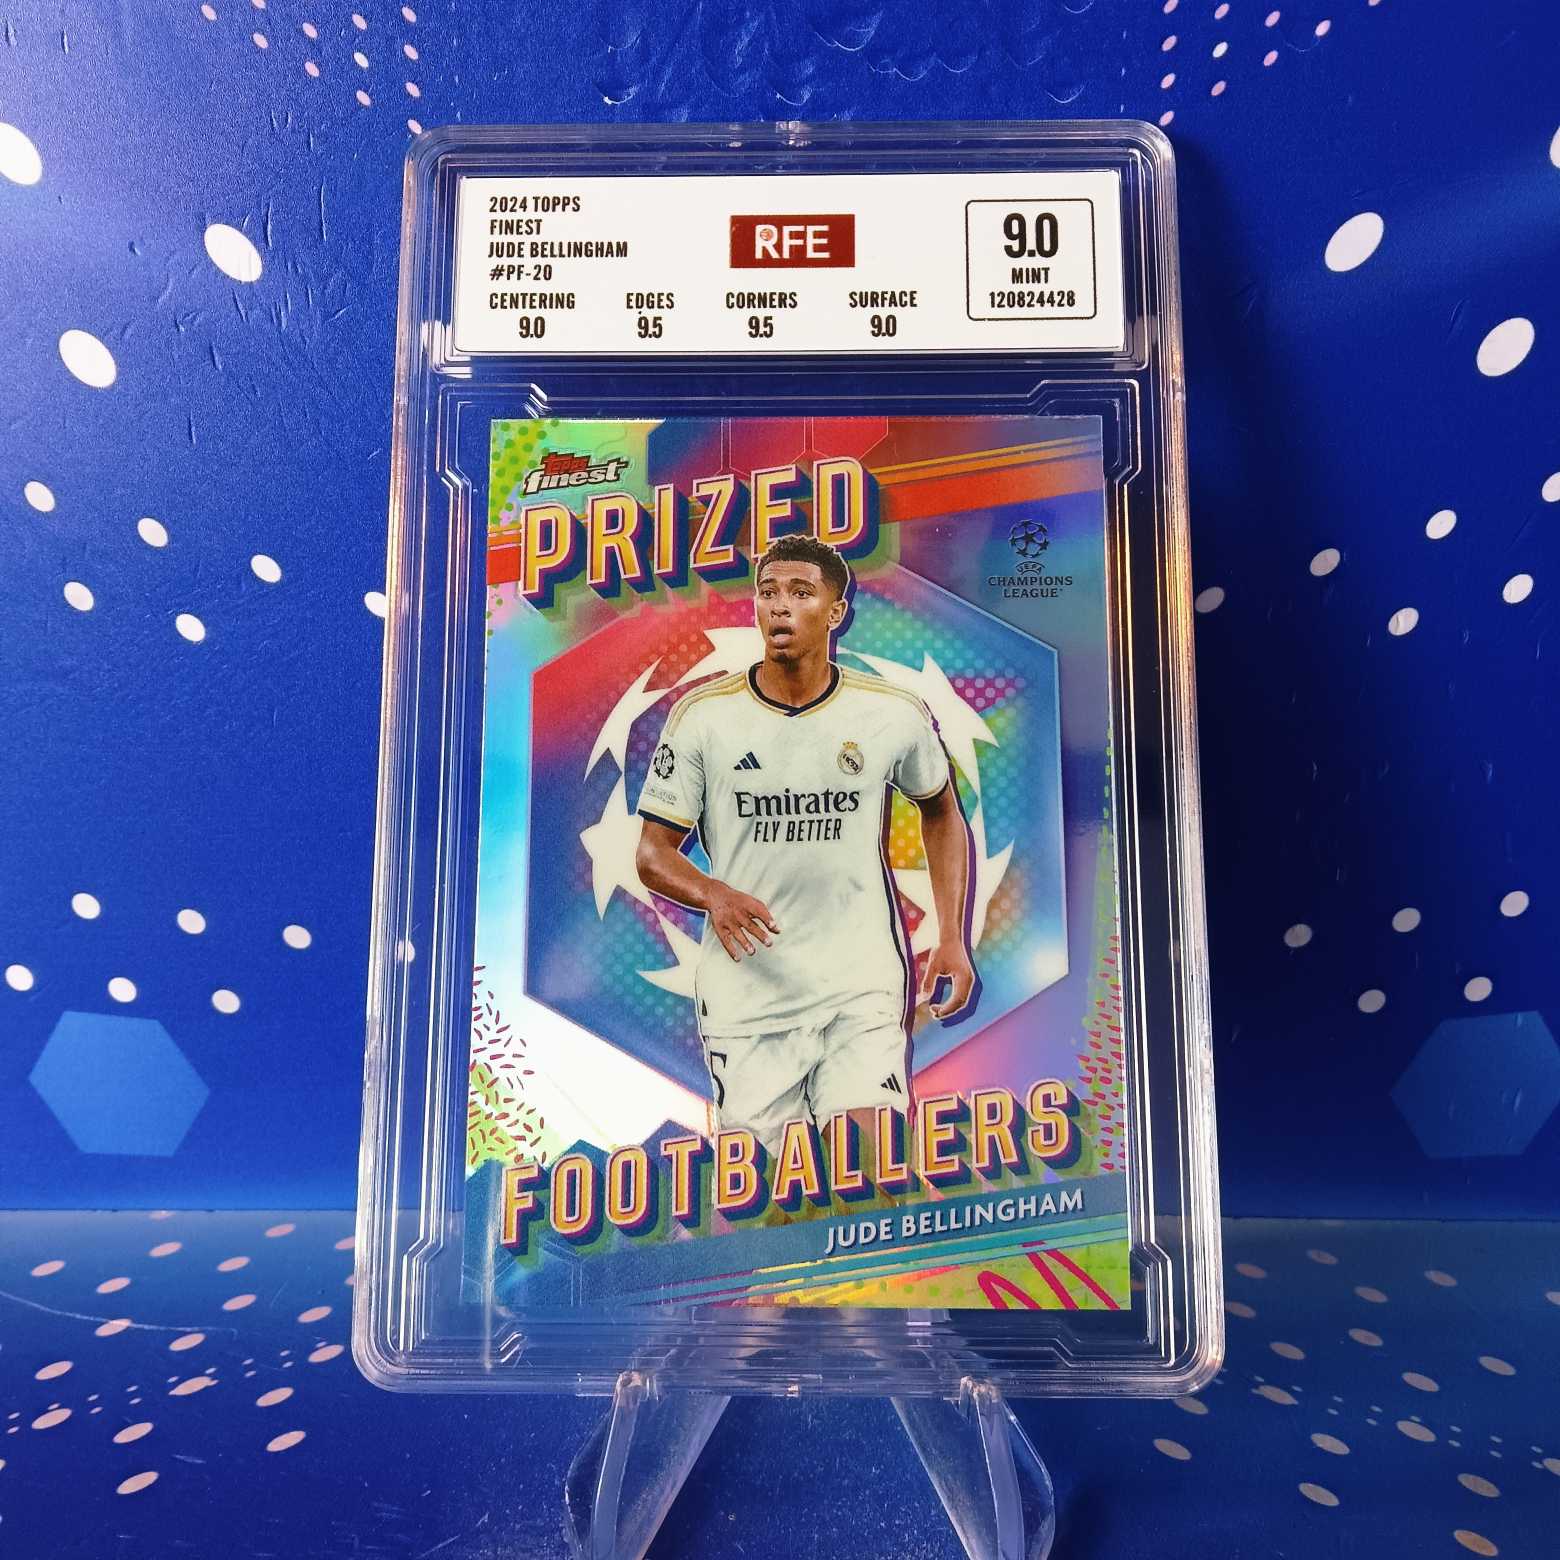 2024 TOPPS
FINEST
JUDE BELLINGHAM
#PF-20
RFE
9.0
MINT
120824428
CENTERING EDGES CORNERS SURFACE
9.0 9.5 9.5 9.0
topps
finest
PRIZED
UEFA
CHAMPIONS
LEAGUE
Emirates
FLY BETTER
5
FOOTBALLERS
JUDE BELLINGHAM